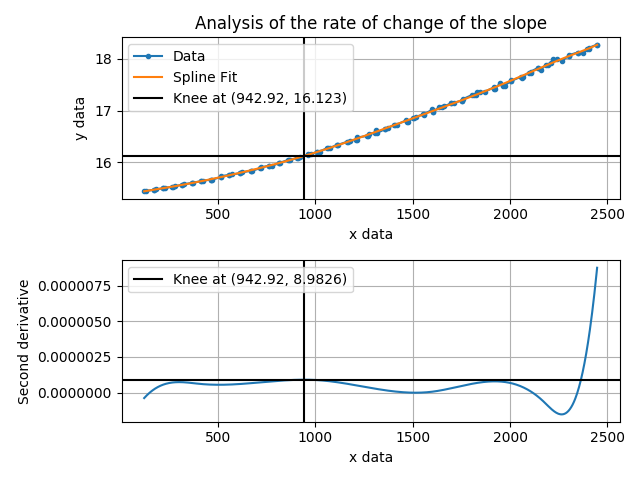 Analysis of the rate of change of the slope
18
17
16
y data
Data
Spline Fit
Knee at (942.92, 16.123)
500
1000
1500
2000
2500
x data
0.0000075
0.0000050
0.0000025
0.0000000
Second derivative
Knee at (942.92, 8.9826)
500
1000
1500
2000
2500
x data